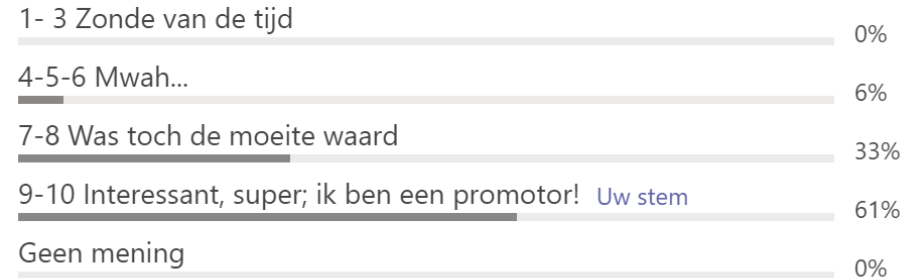 1- 3 Zonde van de tijd
0%
4-5-6 Mwah...
6%
7-8 Was toch de moeite waard
33%
9-10 Interessant, super; ik ben een promotor! Uw stem
61%
Geen mening
0%